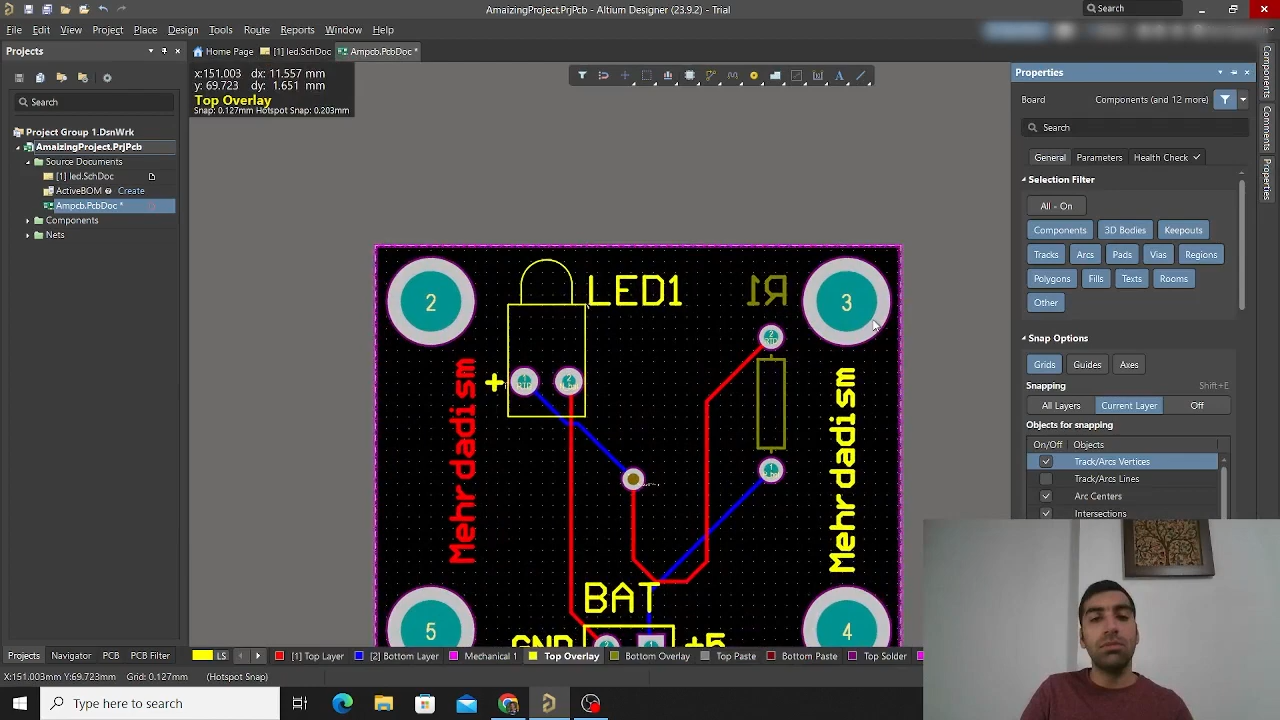 AmaizingProject.PrjPcb - Altium Designer (23.9.2) - Trial
Search
File Edit View Project Place Design Tools Route Reports Window Help
Projects
Home Page [1] led.SchDoc Ampcb.PcbDoc *
x:151.003 dx: 11.557 mm
y: 69.723 dy: 1.651 mm
Top Overlay
Snap: 0.127mm Hotspot Snap: 0.203mm
Search
Project Group 1.DsnWrk
AmaizingProject.PrjPcb
Source Documents
[1] led.SchDoc
ActiveBOM Create
Ampcb.PcbDoc *
Components
Nets
2
LED1
R1
3
+
Mehrdadism
Mehrdadism
BAT
5
GND
+5
4
Properties
Board Components (and 12 more)
Search
General Parameters Health Check
Selection Filter
All - On
Components 3D Bodies Keepouts
Tracks Arcs Pads Vias Regions
Polygons Fills Texts Rooms
Other
Snap Options
Grids Guides Axes
Snapping Shift+E
All Layers Current Layer Off
Objects for snapping
On/Off Objects
Track/Arcs Vertices
Track/Arcs Lines
Arc Centers
Intersections
Components
Comments
Properties
Projects Navigator PCB PCB Filter
LS [1] Top Layer [2] Bottom Layer Mechanical 1 Top Overlay Bottom Overlay Top Paste Bottom Paste Top Solder
X:151.003mm Y:69.723mm Grid: 0.127mm (Hotspot Snap)
Type here to search